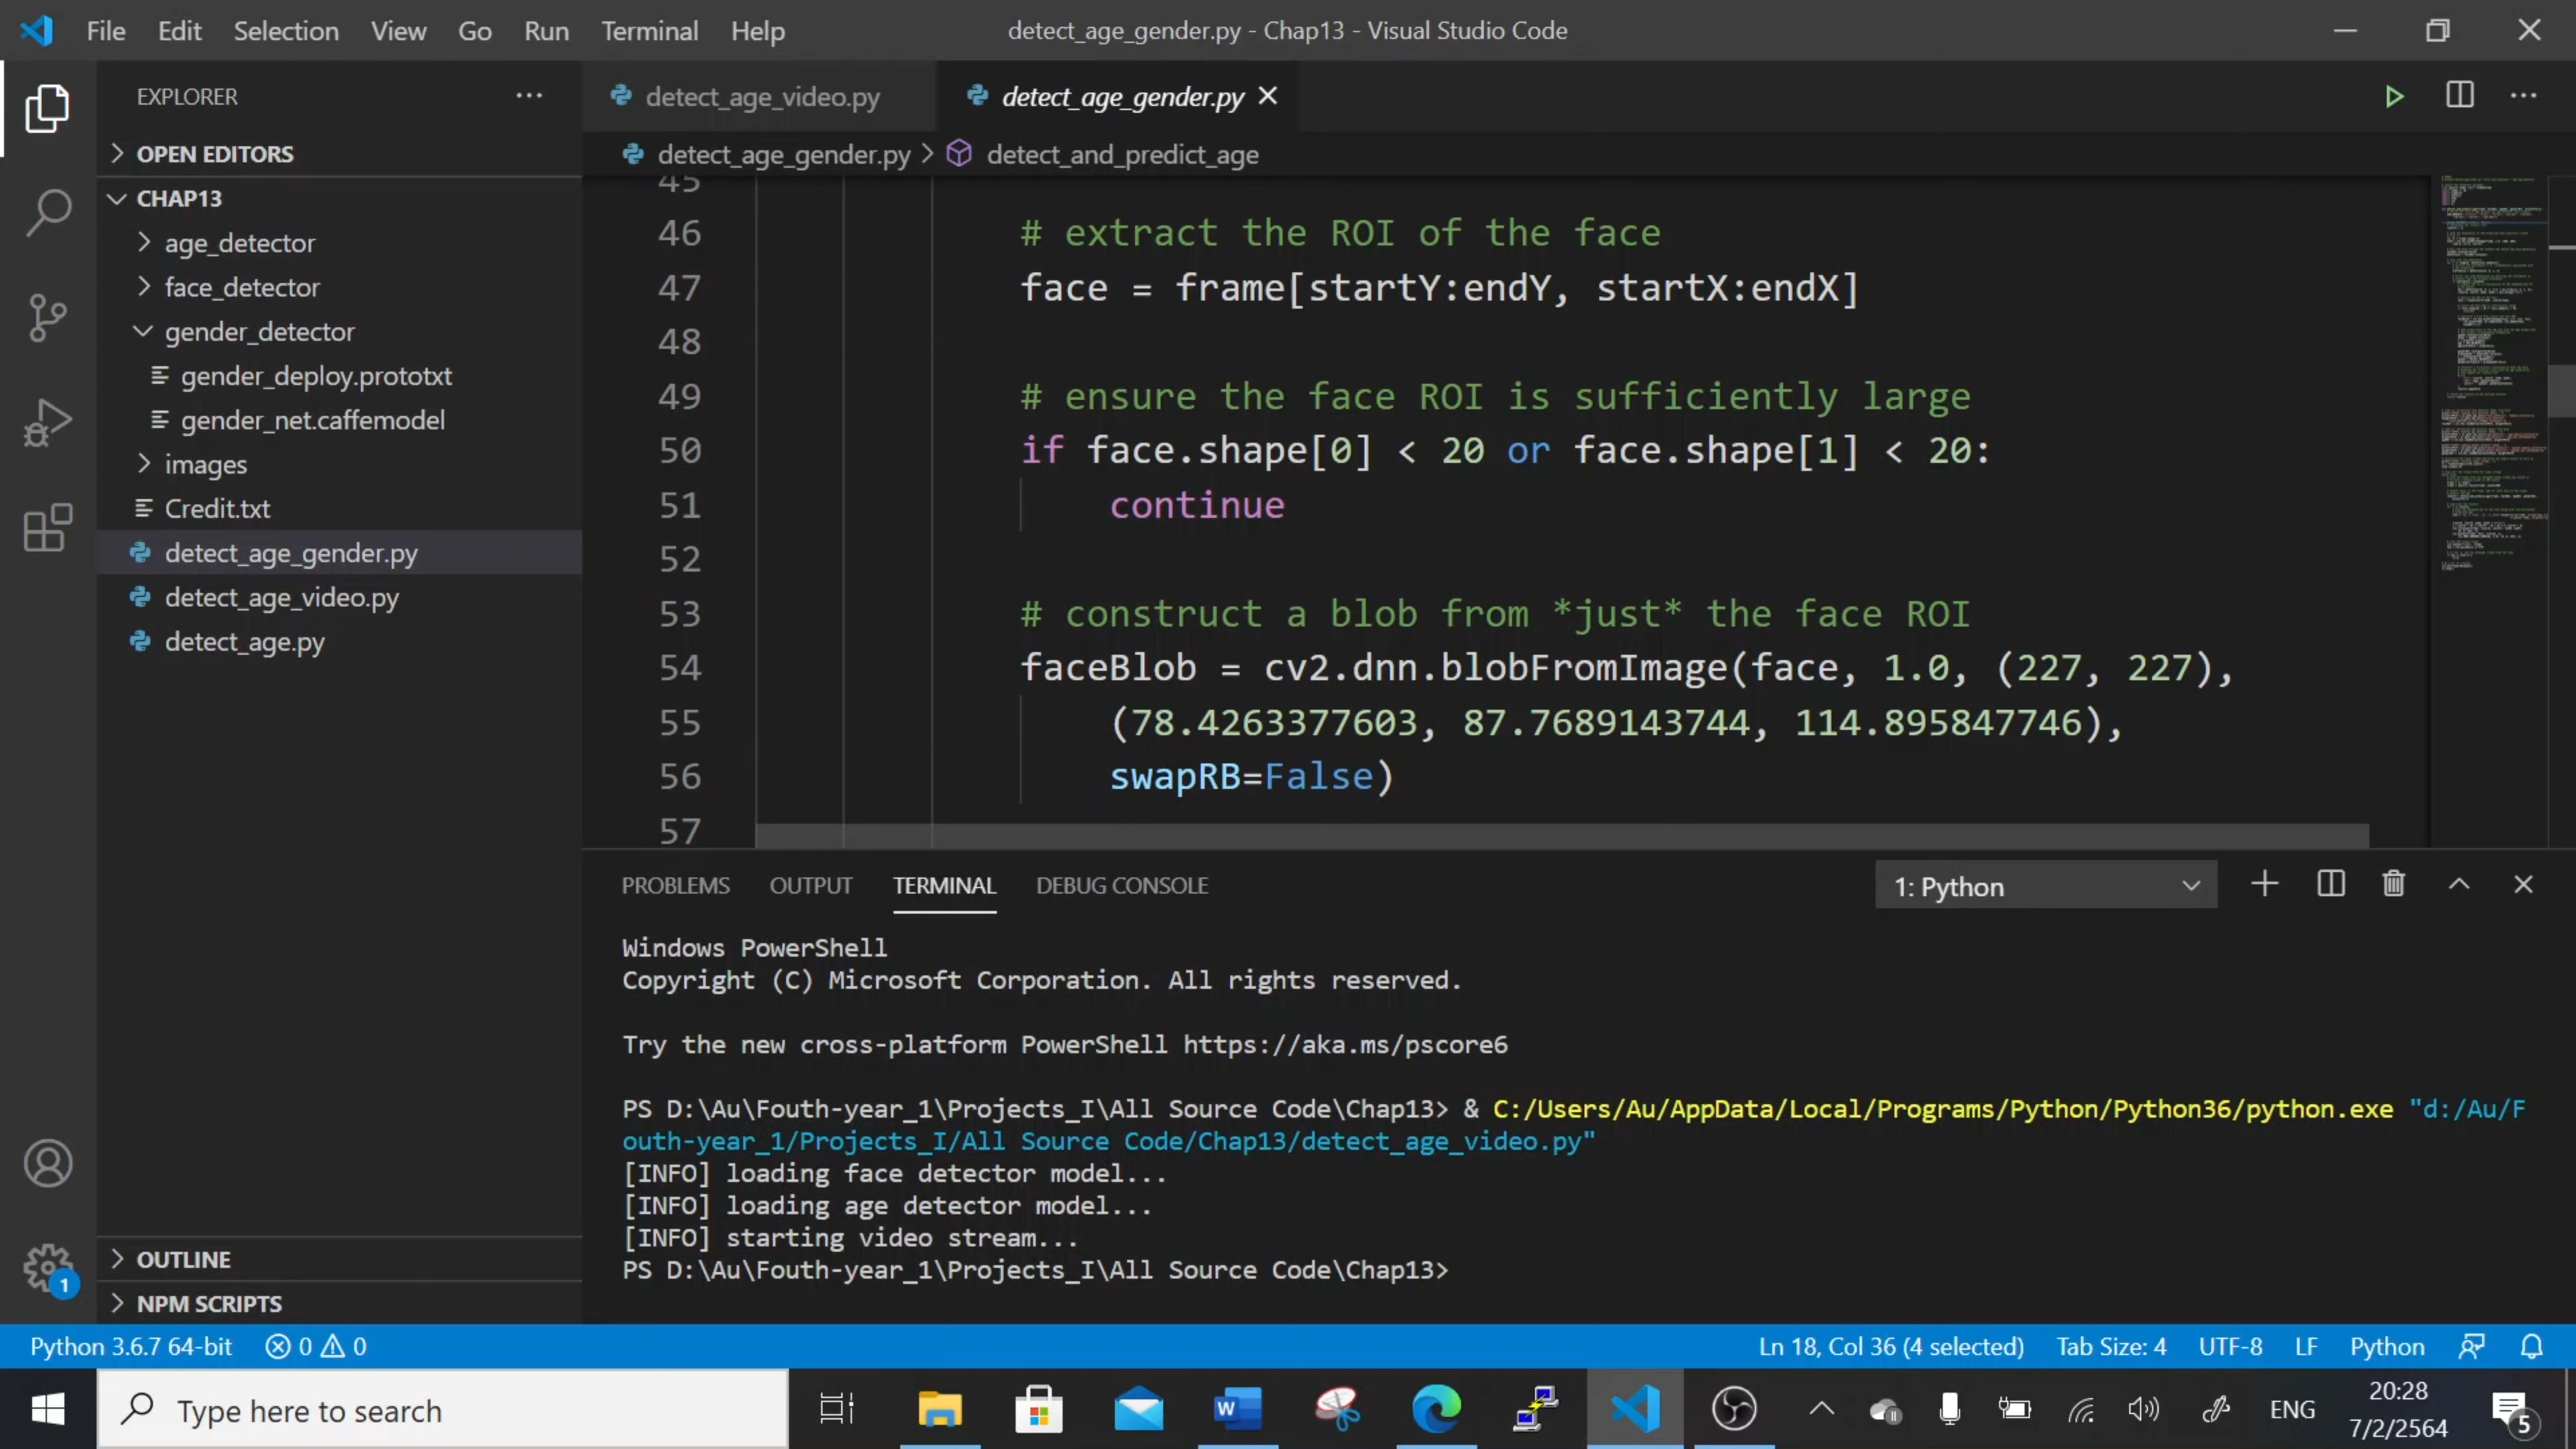 File Edit Selection View Go Run Terminal Help
detect_age_gender.py - Chap13 - Visual Studio Code
EXPLORER
OPEN EDITORS
CHAP13
age_detector
face_detector
gender_detector
gender_deploy.prototxt
gender_net.caffemodel
images
Credit.txt
detect_age_gender.py
detect_age_video.py
detect_age.py
OUTLINE
NPM SCRIPTS
1
detect_age_video.py
detect_age_gender.py
detect_age_gender.py > detect_and_predict_age
45
46 # extract the ROI of the face
47 face = frame[startY:endY, startX:endX]
48
49 # ensure the face ROI is sufficiently large
50 if face.shape[0] < 20 or face.shape[1] < 20:
51 continue
52
53 # construct a blob from *just* the face ROI
54 faceBlob = cv2.dnn.blobFromImage(face, 1.0, (227, 227),
55 (78.4263377603, 87.7689143744, 114.895847746),
56 swapRB=False)
57
PROBLEMS OUTPUT TERMINAL DEBUG CONSOLE
1: Python
Windows PowerShell
Copyright (C) Microsoft Corporation. All rights reserved.
Try the new cross-platform PowerShell https://aka.ms/pscore6
PS D:\Au\Fouth-year_1\Projects_I\All Source Code\Chap13> & C:/Users/Au/AppData/Local/Programs/Python/Python36/python.exe "d:/Au/F
outh-year_1/Projects_I/All Source Code/Chap13/detect_age_video.py"
[INFO] loading face detector model...
[INFO] loading age detector model...
[INFO] starting video stream...
PS D:\Au\Fouth-year_1\Projects_I\All Source Code\Chap13>
Python 3.6.7 64-bit 0 0
Ln 18, Col 36 (4 selected) Tab Size: 4 UTF-8 LF Python
Type here to search
W
ENG
20:28
7/2/2564
5